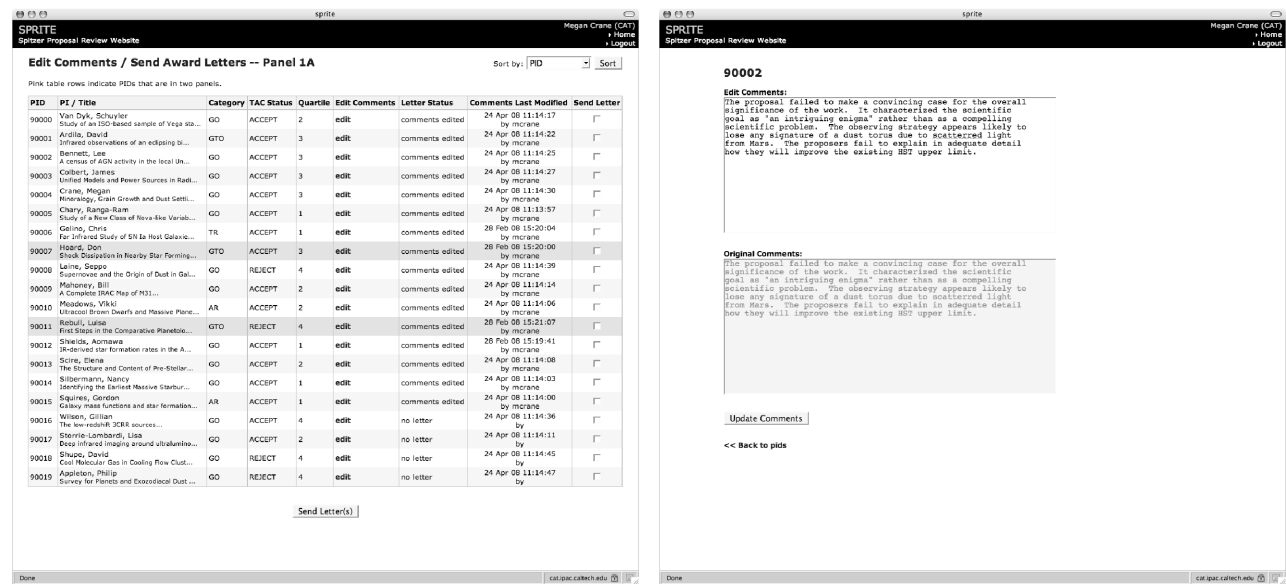 sprite
SPRITE
Spitzer Proposal Review Website
Megan Crane (CAT)
Home
Logout
Edit Comments / Send Award Letters -- Panel 1A
Sort by: PID Sort
Pink table rows indicate PIDs that are in two panels.
PID PI / Title Category TAC Status Quartile Edit Comments Letter Status Comments Last Modified Send Letter
90000 Van Dyk, Schuyler GO ACCEPT 2 edit comments edited 24 Apr 08 11:14:17
Study of an ISO-based sample of Vega sta... by mcrane
90001 Ardila, David GTO ACCEPT 3 edit comments edited 24 Apr 08 11:14:22
Infrared observations of an eclipsing bi... by mcrane
90002 Bennett, Lee GO ACCEPT 3 edit comments edited 24 Apr 08 11:14:25
A census of AGN activity in the local Un... by mcrane
90003 Colbert, James GO ACCEPT 3 edit comments edited 24 Apr 08 11:14:27
Unified Models and Power Sources in Radi... by mcrane
90004 Crane, Megan GO ACCEPT 3 edit comments edited 24 Apr 08 11:14:30
Mineralogy, Grain Growth and Dust Settli... by mcrane
90005 Chary, Ranga-Ram GO ACCEPT 1 edit comments edited 24 Apr 08 11:13:57
Study of a New Class of Nova-like Variab... by mcrane
90006 Gelino, Chris TR ACCEPT 1 edit comments edited 28 Feb 08 15:20:04
Far Infrared Study of SN Ia Host Galaxie... by mcrane
90007 Hoard, Don GTO ACCEPT 3 edit comments edited 28 Feb 08 15:20:00
Shock Dissipation in Nearby Star Forming... by mcrane
90008 Laine, Seppo GO REJECT 4 edit comments edited 24 Apr 08 11:14:39
Supernovae and the Origin of Dust in Gal... by mcrane
90009 Mahoney, Bill GO ACCEPT 2 edit comments edited 24 Apr 08 11:14:14
A Complete IRAC Map of M31... by mcrane
90010 Meadows, Vikki AR ACCEPT 2 edit comments edited 24 Apr 08 11:14:06
Ultracool Brown Dwarfs and Massive Plane... by mcrane
90011 Rebull, Luisa GTO REJECT 4 edit comments edited 28 Feb 08 15:21:07
First Steps in the Comparative Planetolo... by mcrane
90012 Shields, Aomawa GO ACCEPT 1 edit comments edited 28 Feb 08 15:19:41
IR-derived star formation rates in the A... by mcrane
90013 Scire, Elena GO ACCEPT 2 edit comments edited 24 Apr 08 11:14:08
The Structure and Content of Pre-Stellar... by mcrane
90014 Silbermann, Nancy GO ACCEPT 1 edit comments edited 24 Apr 08 11:14:03
Identifying the Earliest Massive Starbur... by mcrane
90015 Squires, Gordon AR ACCEPT 1 edit comments edited 24 Apr 08 11:14:00
Galaxy mass functions and star formation... by mcrane
90016 Wilson, Gillian GO ACCEPT 4 edit no letter 24 Apr 08 11:14:36
The low-redshift 3CRR sources... by
90017 Storrie-Lombardi, Lisa GO ACCEPT 2 edit no letter 24 Apr 08 11:14:11
Deep infrared imaging around ultralumino... by
90018 Shupe, David GO REJECT 4 edit no letter 24 Apr 08 11:14:45
Cool Molecular Gas in Cooling Flow Clust... by
90019 Appleton, Philip GO REJECT 4 edit no letter 24 Apr 08 11:14:47
Survey for Planets and Exozodiacal Dust ... by
Send Letter(s)
Done cat.ipac.caltech.edu
sprite
SPRITE
Spitzer Proposal Review Website
Megan Crane (CAT)
Home
Logout
90002
Edit Comments:
The proposal failed to make a convincing case for the overall
significance of the work. It characterized the scientific
goal as "an intriguing enigma" rather than as a compelling
scientific problem. The observing strategy appears likely to
lose any signature of a dust torus due to scatterred light
from Mars. The proposers fail to explain in adequate detail
how they will improve the existing HST upper limit.
Original Comments:
The proposal failed to make a convincing case for the overall
significance of the work. It characterized the scientific
goal as "an intriguing enigma" rather than as a compelling
scientific problem. The observing strategy appears likely to
lose any signature of a dust torus due to scatterred light
from Mars. The proposers fail to explain in adequate detail
how they will improve the existing HST upper limit.
Update Comments
<< Back to pids
Done cat.ipac.caltech.edu